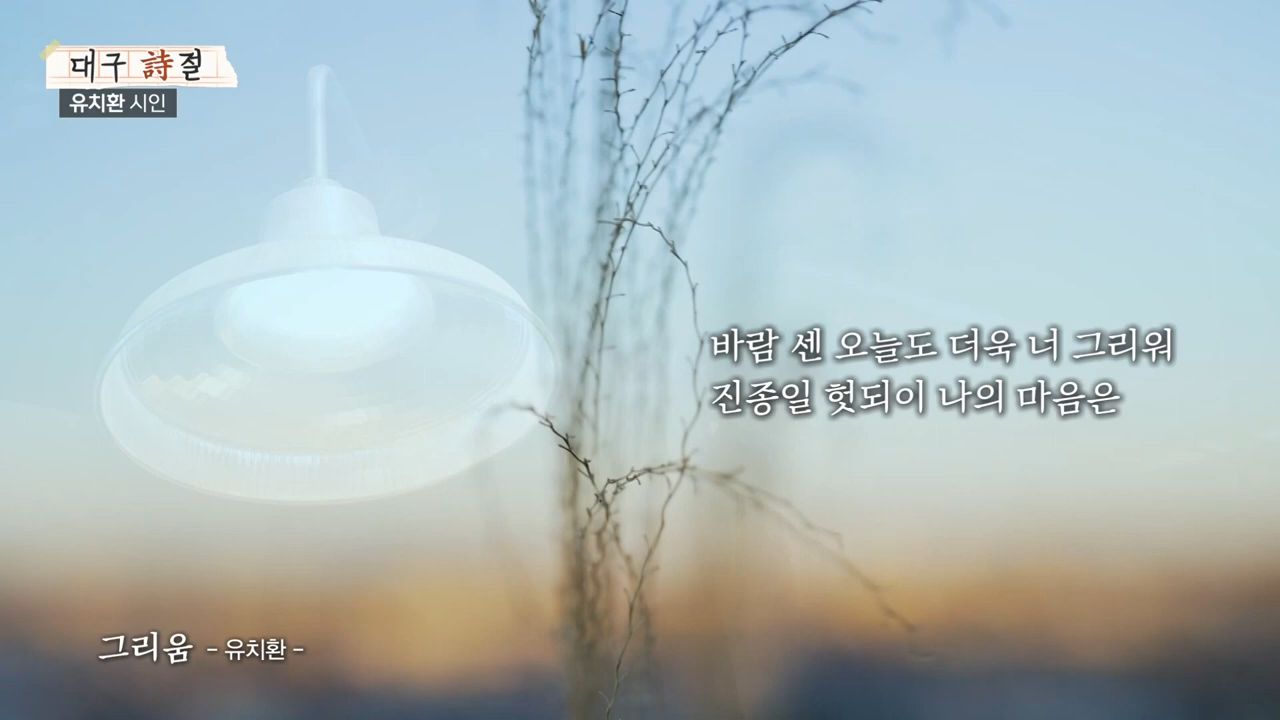 대구 詩절
유치환 시인
바람 센 오늘도 더욱 너 그리워
진종일 헛되이 나의 마음은
그리움 - 유치환 -